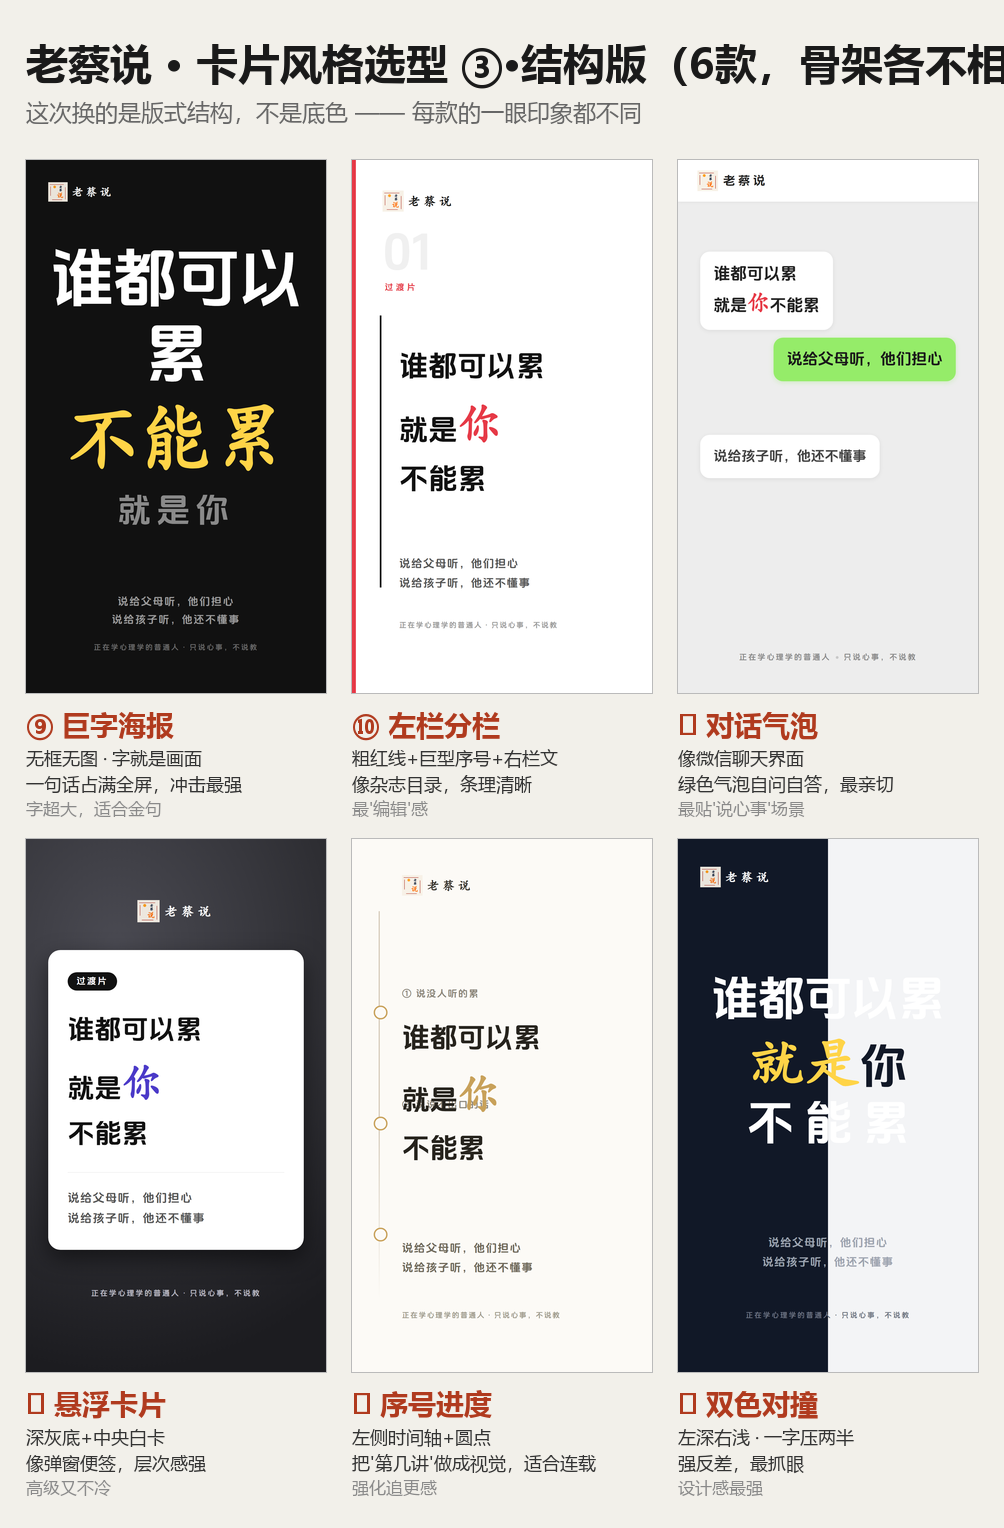 老蔡说·卡片风格选型 ③·结构版（6款，骨架各不相
这次换的是版式结构，不是底色 —— 每款的一眼印象都不同
老蔡说
谁都可以
累
不能累
就是你
说给父母听，他们担心
说给孩子听，他还不懂事
正在学心理学的普通人 · 只说心事，不说教
老蔡说
01
过渡片
谁都可以累
就是你
不能累
说给父母听，他们担心
说给孩子听，他还不懂事
正在学心理学的普通人 · 只说心事，不说教
老蔡说
谁都可以累
就是你不能累
说给父母听，他们担心
说给孩子听，他还不懂事
正在学心理学的普通人 · 只说心事，不说教
⑨ 巨字海报
无框无图 · 字就是画面
一句话占满全屏，冲击最强
字超大，适合金句
⑩ 左栏分栏
粗红线+巨型序号+右栏文
像杂志目录，条理清晰
最'编辑'感
对话气泡
像微信聊天界面
绿色气泡自问自答，最亲切
最贴'说心事'场景
老蔡说
过渡片
谁都可以累
就是你
不能累
说给父母听，他们担心
说给孩子听，他还不懂事
正在学心理学的普通人 · 只说心事，不说教
老蔡说
① 说没人听的累
谁都可以累
就是你
不能累
说给父母听，他们担心
说给孩子听，他还不懂事
正在学心理学的普通人 · 只说心事，不说教
老蔡说
谁都可以累
就是你
不能累
说给父母听，他们担心
说给孩子听，他还不懂事
正在学心理学的普通人 · 只说心事，不说教
悬浮卡片
深灰底+中央白卡
像弹窗便签，层次感强
高级又不冷
序号进度
左侧时间轴+圆点
把'第几讲'做成视觉，适合连载
强化追更感
双色对撞
左深右浅 · 一字压两半
强反差，最抓眼
设计感最强